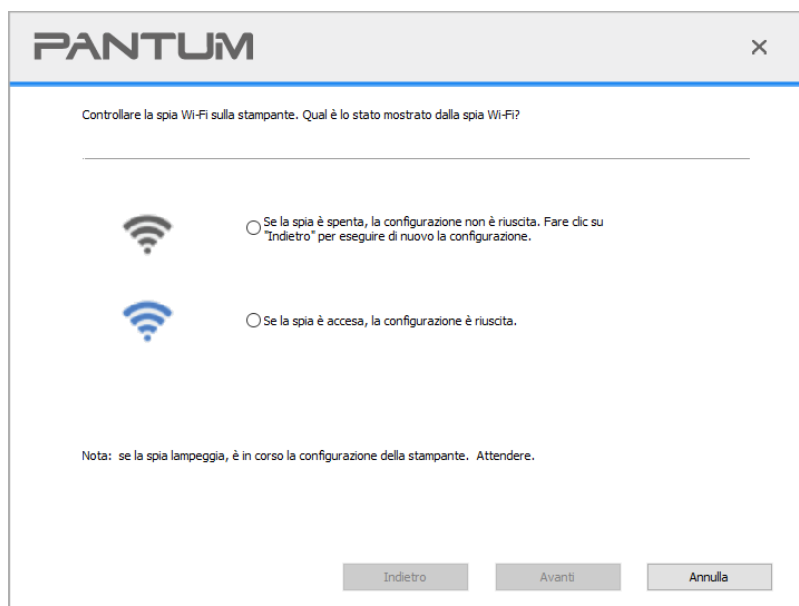 PANTUM
Controllare la spia Wi-Fi sulla stampante. Qual è lo stato mostrato dalla spia Wi-Fi?
Se la spia è spenta, la configurazione non è riuscita. Fare clic su
"Indietro" per eseguire di nuovo la configurazione.
Se la spia è accesa, la configurazione è riuscita.
Nota: se la spia lampeggia, è in corso la configurazione della stampante. Attendere.
Indietro
Avanti
Annulla